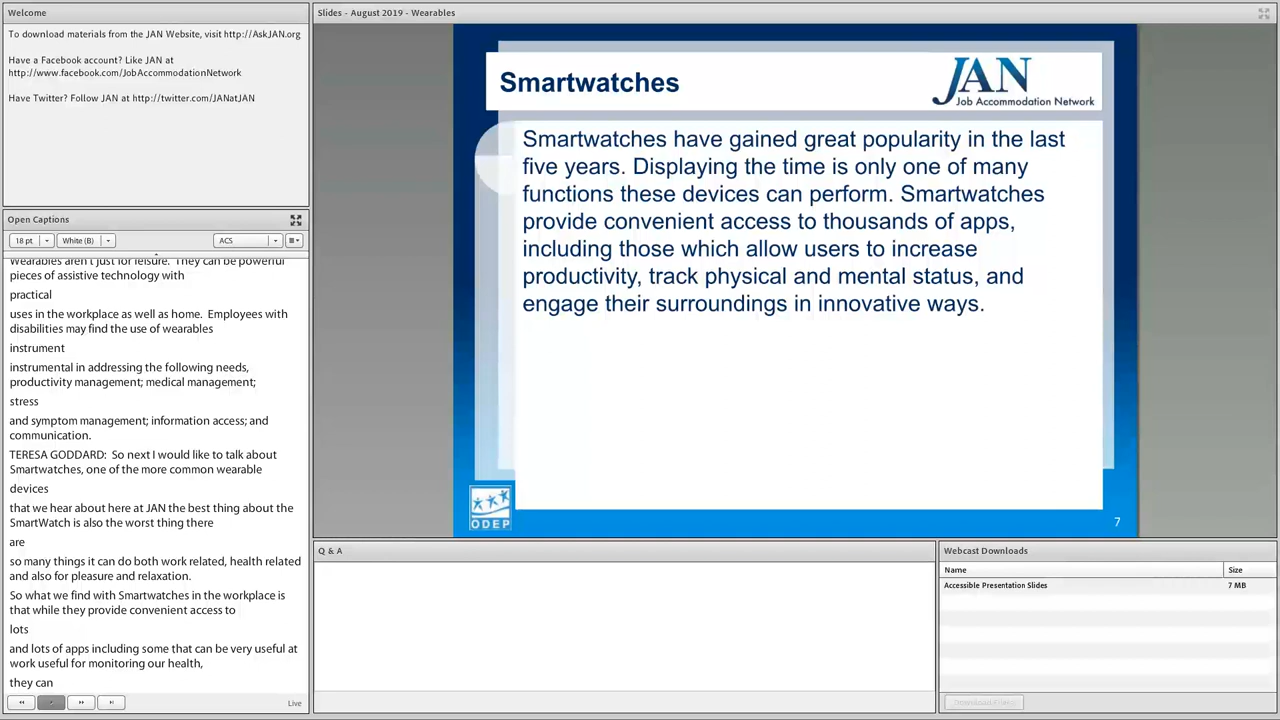 Welcome
To download materials from the JAN Website, visit http://AskJAN.org
Have a Facebook account? Like JAN at
http://www.facebook.com/JobAccommodationNetwork
Have Twitter? Follow JAN at http://twitter.com/JANatJAN
Open Captions
18 pt
White (B)
ACS
Wearables aren't just for leisure. They can be powerful
pieces of assistive technology with
practical
uses in the workplace as well as home. Employees with
disabilities may find the use of wearables
instrument
instrumental in addressing the following needs,
productivity management; medical management;
stress
and symptom management; information access; and
communication.
TERESA GODDARD: So next I would like to talk about
Smartwatches, one of the more common wearable
devices
that we hear about here at JAN the best thing about the
SmartWatch is also the worst thing there
are
so many things it can do both work related, health related
and also for pleasure and relaxation.
So what we find with Smartwatches in the workplace is
that while they provide convenient access to
lots
and lots of apps including some that can be very useful at
work useful for monitoring our health,
they can
Live
Slides - August 2019 - Wearables
Smartwatches
JAN
Job Accommodation Network
Smartwatches have gained great popularity in the last
five years. Displaying the time is only one of many
functions these devices can perform. Smartwatches
provide convenient access to thousands of apps,
including those which allow users to increase
productivity, track physical and mental status, and
engage their surroundings in innovative ways.
ODEP
7
Q & A
Webcast Downloads
Name
Size
Accessible Presentation Slides
7 MB